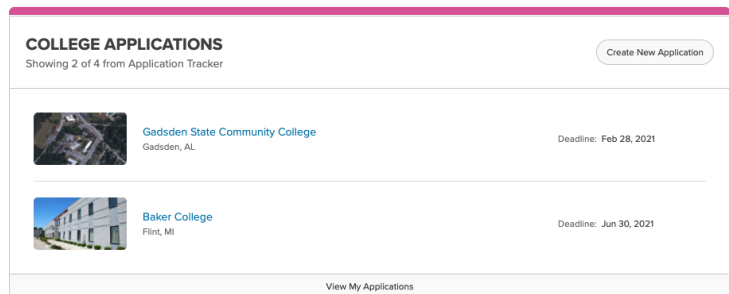 COLLEGE APPLICATIONS
Showing 2 of 4 from Application Tracker
Create New Application
Gadsden State Community College
Gadsden, AL
Deadline: Feb 28, 2021
Baker College
Flint, MI
Deadline: Jun 30, 2021
View My Applications